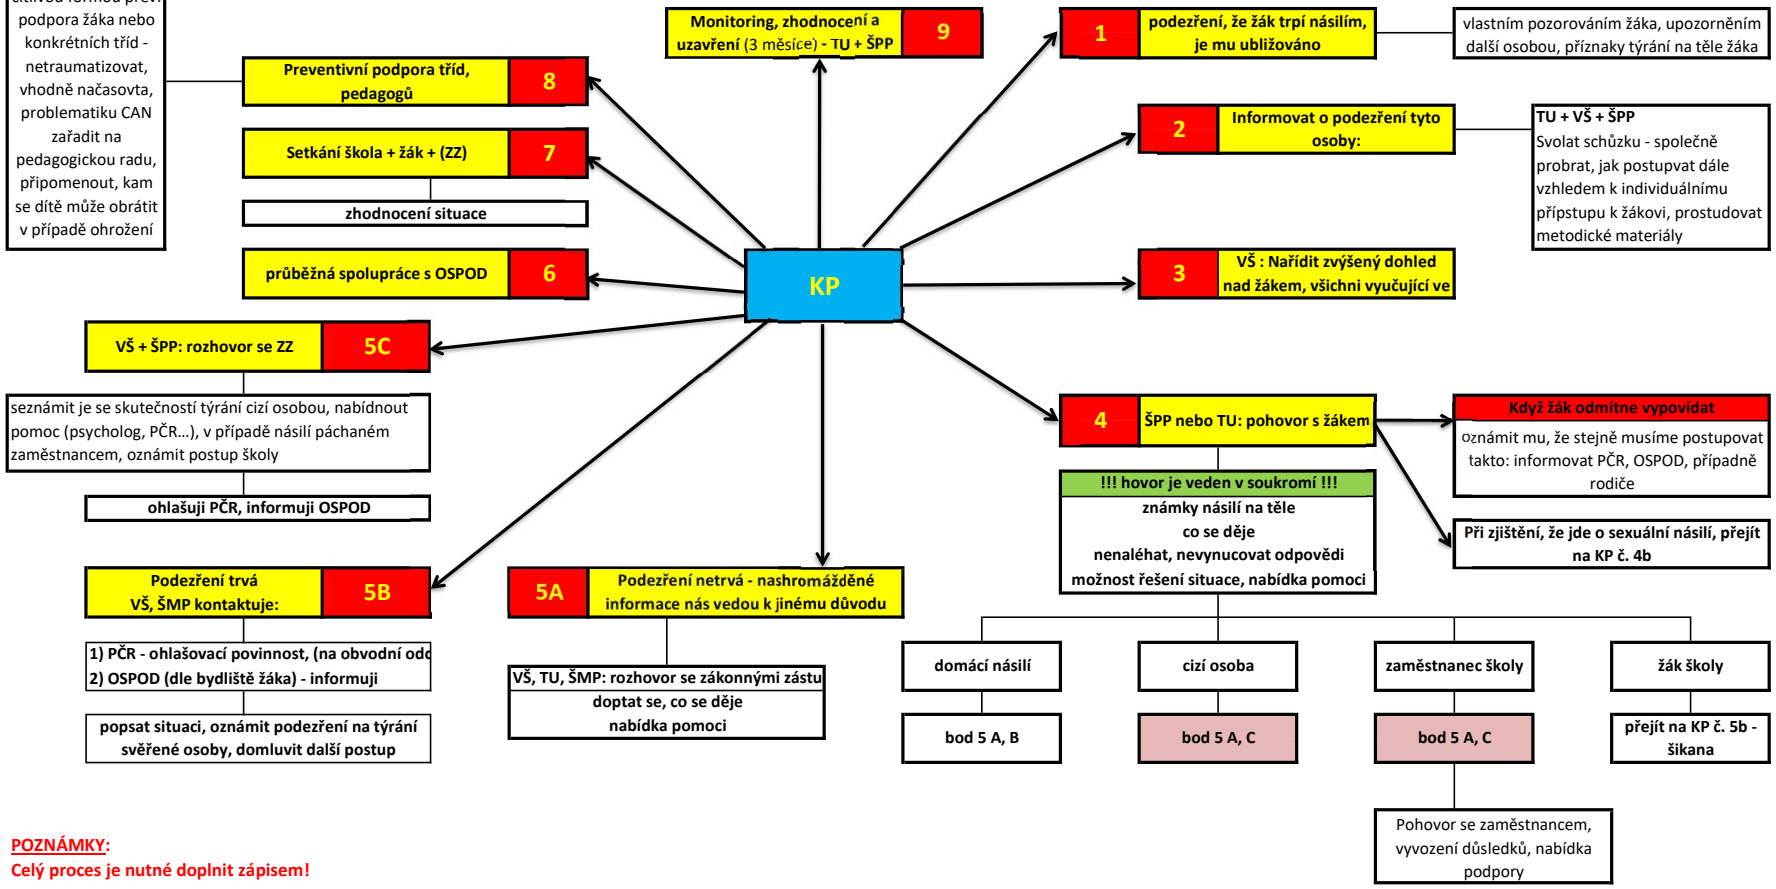 podpora žáka nebo
konkrétních tříd -
netraumatizovat,
vhodně načasovta,
problematiku CAN
zařadit na
pedagogickou radu,
připomenout, kam
se dítě může obrátit
v případě ohrožení
Preventivní podpora tříd,
pedagogů
8
Setkání škola + žák + (ZZ)
7
zhodnocení situace
průběžná spolupráce s OSPOD
6
Monitoring, zhodnocení a
uzavření (3 měsíce) - TU + ŠPP
9
1
podezření, že žák trpí násilím,
je mu ubližováno
vlastním pozorováním žáka, upozorněním
další osobou, příznaky týrání na těle žáka
2
Informovat o podezření tyto
osoby:
TU + VŠ + ŠPP
Svolat schůzku - společně
probrat, jak postupvat dále
vzhledem k individuálnímu
přípstupu k žákovi, prostudovat
metodické materiály
KP
3
VŠ : Nařídit zvýšený dohled
nad žákem, všichni vyučující ve
VŠ + ŠPP: rozhovor se ZZ
5C
seznámit je se skutečností týrání cizí osobou, nabídnout
pomoc (psycholog, PČR...), v případě násilí páchaném
zaměstnancem, oznámit postup školy
ohlašuji PČR, informuji OSPOD
4
ŠPP nebo TU: pohovor s žákem
Když žák odmítne vypovídat
oznámit mu, že stejně musíme postupovat
takto: informovat PČR, OSPOD, případně
rodiče
!!! hovor je veden v soukromí !!!
známky násilí na těle
co se děje
nenaléhat, nevynucovat odpovědi
možnost řešení situace, nabídka pomoci
Při zjištění, že jde o sexuální násilí, přejít
na KP č. 4b
Podezření trvá
VŠ, ŠMP kontaktuje:
5B
1) PČR - ohlašovací povinnost, (na obvodní odd
2) OSPOD (dle bydliště žáka) - informuji
popsat situaci, oznámit podezření na týrání
svěřené osoby, domluvit další postup
5A
Podezření netrvá - nashromážděné
informace nás vedou k jinému důvodu
VŠ, TU, ŠMP: rozhovor se zákonnými zástu
doptat se, co se děje
nabídka pomoci
domácí násilí
cizí osoba
zaměstnanec školy
žák školy
bod 5 A, B
bod 5 A, C
bod 5 A, C
přejít na KP č. 5b -
šikana
Pohovor se zaměstnancem,
vyvození důsledků, nabídka
podpory
POZNÁMKY:
Celý proces je nutné doplnit zápisem!